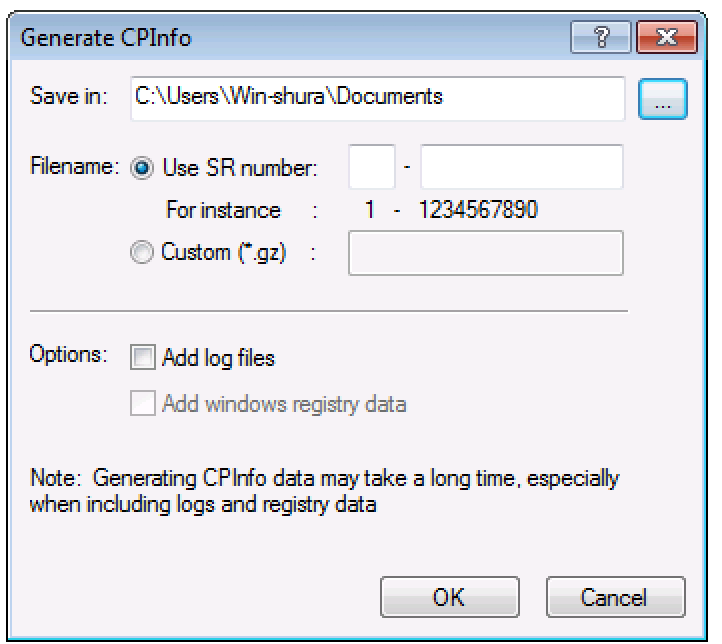 Generate CPInfo
Save in: C:\Users\Win-shura\Documents ...
Filename: Use SR number: -
For instance : 1 - 1234567890
Custom (*.gz) :
Options: Add log files
Add windows registry data
Note: Generating CPInfo data may take a long time, especially
when including logs and registry data
OK Cancel